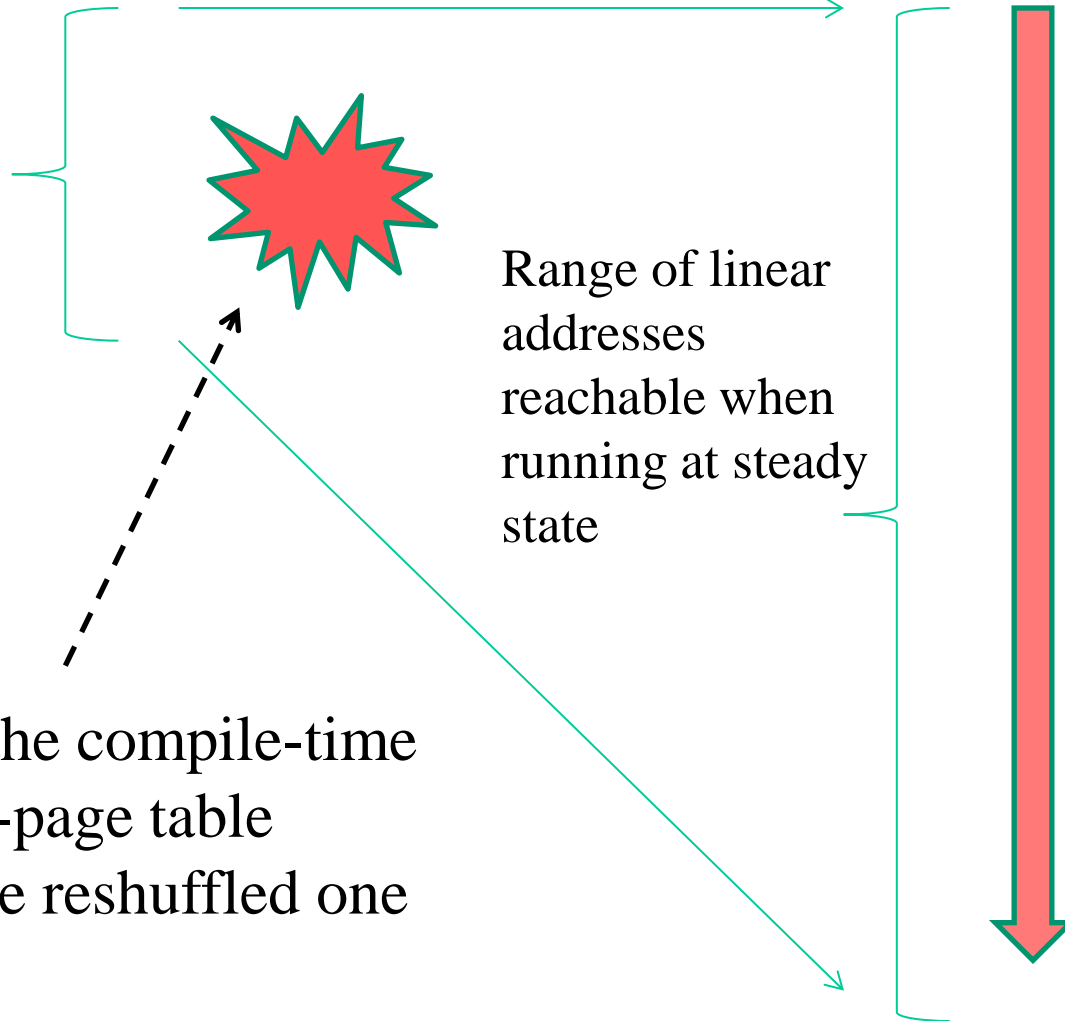 Range of linear
addresses
reachable when
running at steady
state
he compile-time
-page table
e reshuffled one